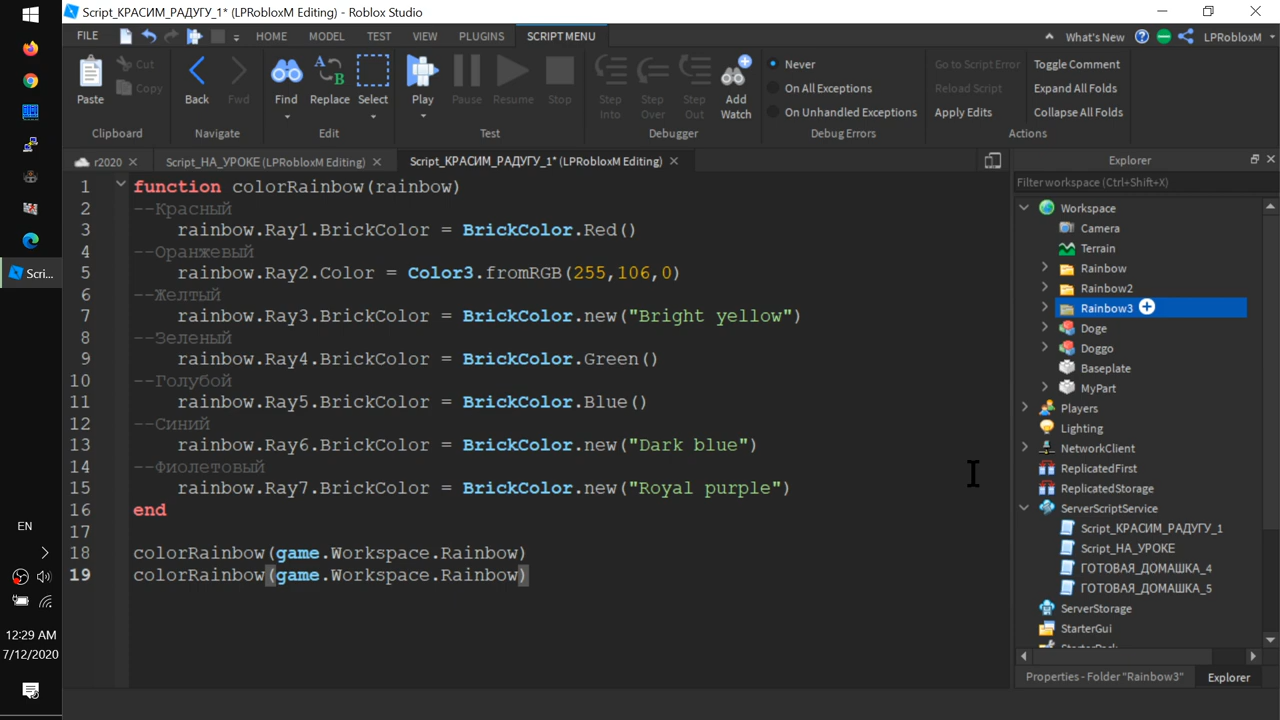 Script_КРАСИМ_РАДУГУ_1* (LPRobloxM Editing) - Roblox Studio
FILE HOME MODEL TEST VIEW PLUGINS SCRIPT MENU What's New LPRobloxM
Paste Cut Copy
Clipboard
Back Fwd
Navigate
Find Replace Select
Edit
Play Pause Resume Stop
Test
Step Into Step Over Step Out Add Watch
Debugger
Never
On All Exceptions
On Unhandled Exceptions
Debug Errors
Go to Script Error Toggle Comment
Reload Script Expand All Folds
Apply Edits Collapse All Folds
Actions
r2020 Script_НА_УРОКЕ (LPRobloxM Editing) Script_КРАСИМ_РАДУГУ_1* (LPRobloxM Editing)
1 function colorRainbow(rainbow)
2 --Красный
3 rainbow.Ray1.BrickColor = BrickColor.Red()
4 --Оранжевый
5 rainbow.Ray2.Color = Color3.fromRGB(255,106,0)
6 --Желтый
7 rainbow.Ray3.BrickColor = BrickColor.new("Bright yellow")
8 --Зеленый
9 rainbow.Ray4.BrickColor = BrickColor.Green()
10 --Голубой
11 rainbow.Ray5.BrickColor = BrickColor.Blue()
12 --Синий
13 rainbow.Ray6.BrickColor = BrickColor.new("Dark blue")
14 --Фиолетовый
15 rainbow.Ray7.BrickColor = BrickColor.new("Royal purple")
16 end
17
18 colorRainbow(game.Workspace.Rainbow)
19 colorRainbow(game.Workspace.Rainbow)
Explorer
Filter workspace (Ctrl+Shift+X)
Workspace
Camera
Terrain
Rainbow
Rainbow2
Rainbow3
Doge
Doggo
Baseplate
MyPart
Players
Lighting
NetworkClient
ReplicatedFirst
ReplicatedStorage
ServerScriptService
Script_КРАСИМ_РАДУГУ_1
Script_НА_УРОКЕ
ГОТОВАЯ_ДОМАШКА_4
ГОТОВАЯ_ДОМАШКА_5
ServerStorage
StarterGui
StarterPack
Properties - Folder "Rainbow3" Explorer
Scri...
EN
12:29 AM
7/12/2020